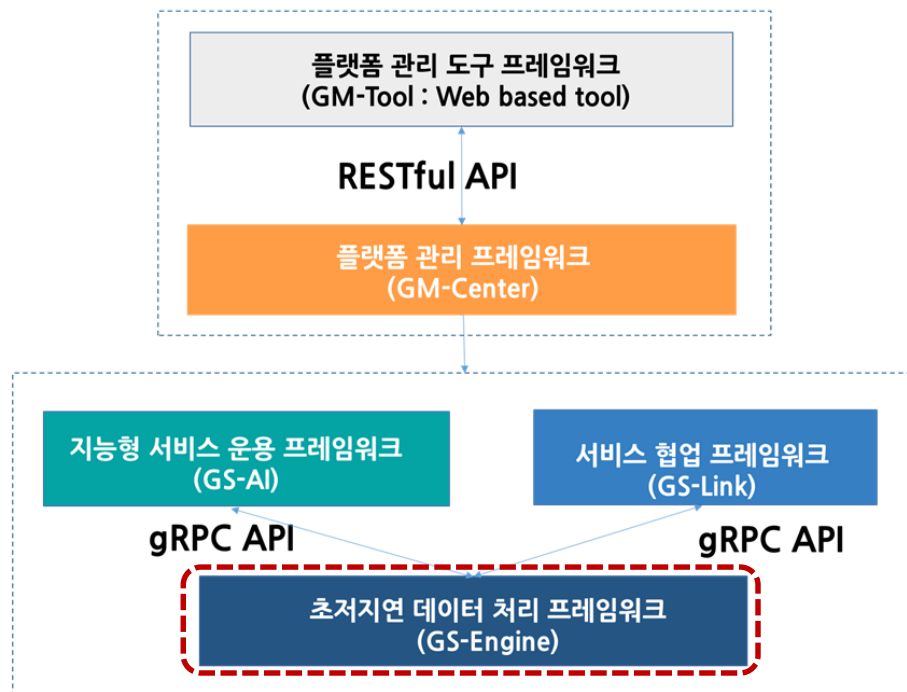 플랫폼 관리 도구 프레임워크
(GM-Tool : Web based tool)
RESTful API
플랫폼 관리 프레임워크
(GM-Center)
지능형 서비스 운용 프레임워크
(GS-AI)
서비스 협업 프레임워크
(GS-Link)
gRPC API
gRPC API
초저지연 데이터 처리 프레임워크
(GS-Engine)